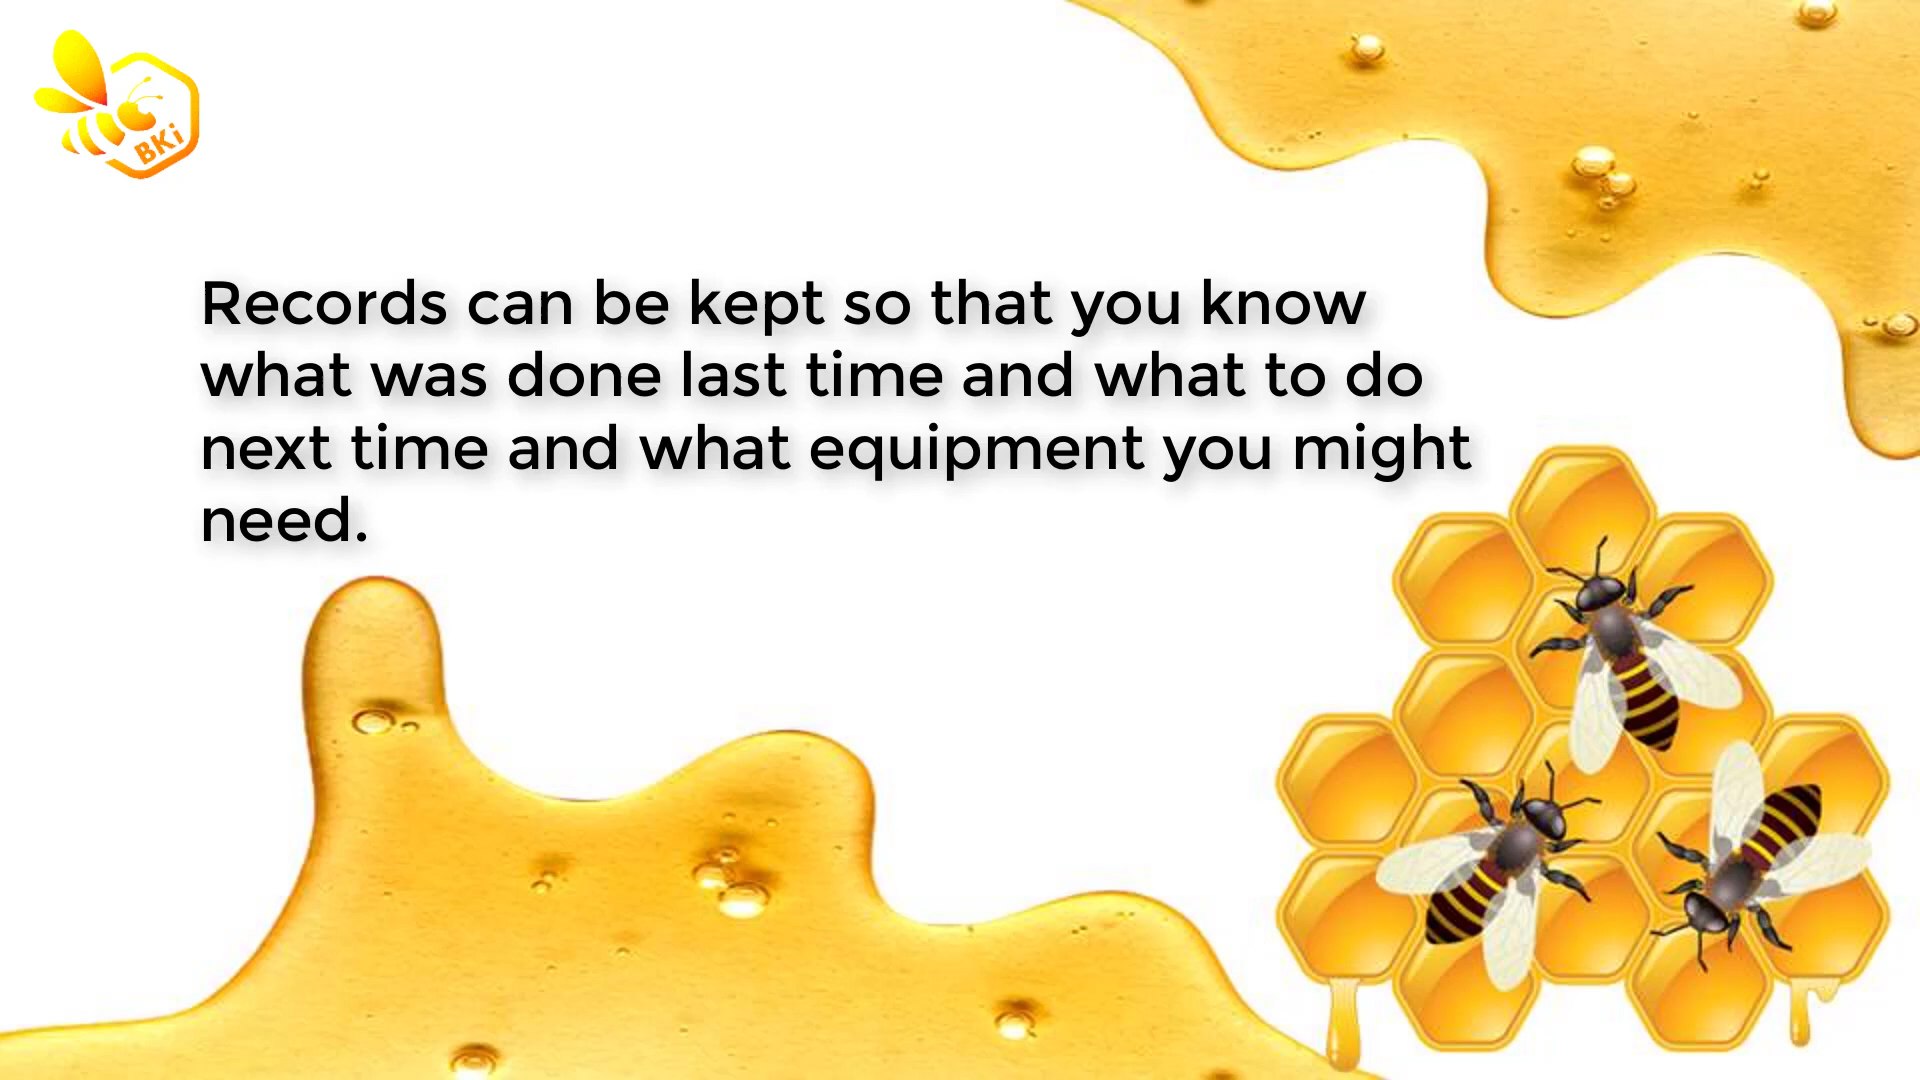 BKi
Records can be kept so that you know
what was done last time and what to do
next time and what equipment you might
need.